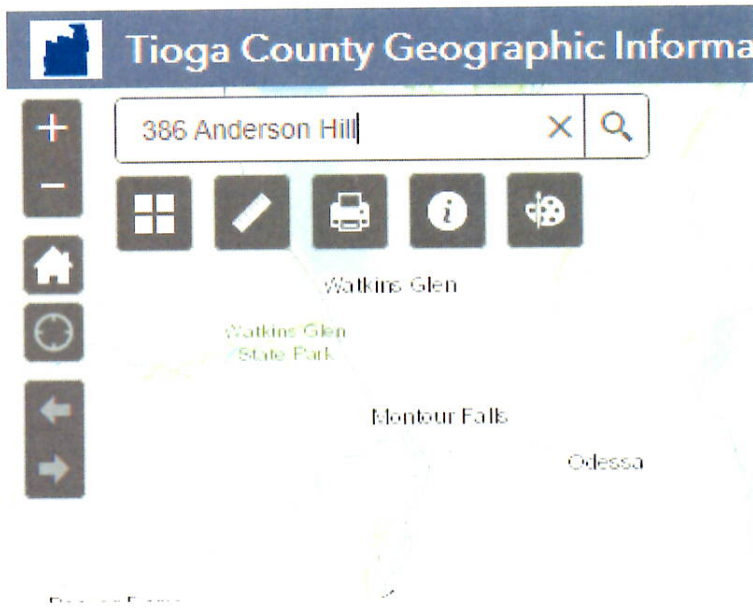 Tioga County Geographic Informa
386 Anderson Hill
Watkins Glen
Watkins Glen
State Park
Montour Falls
Odessa